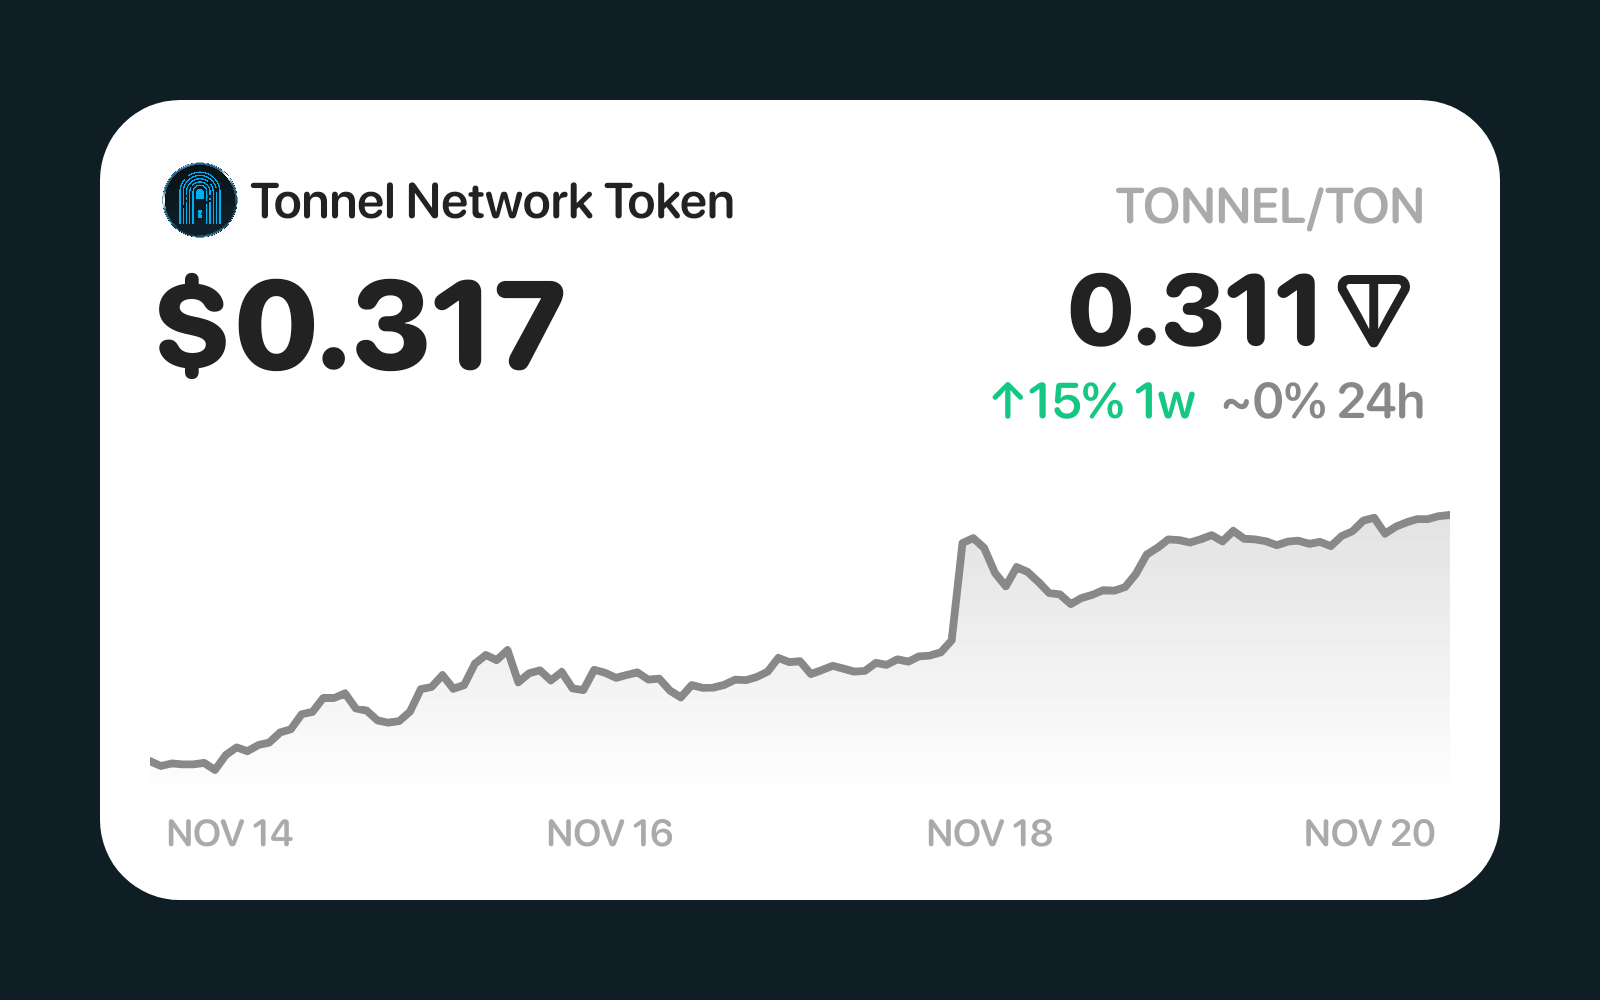 Tonnel Network Token
TONNEL/TON
$0.317
0.311
↑15% 1w ~0% 24h
NOV 14
NOV 16
NOV 18
NOV 20